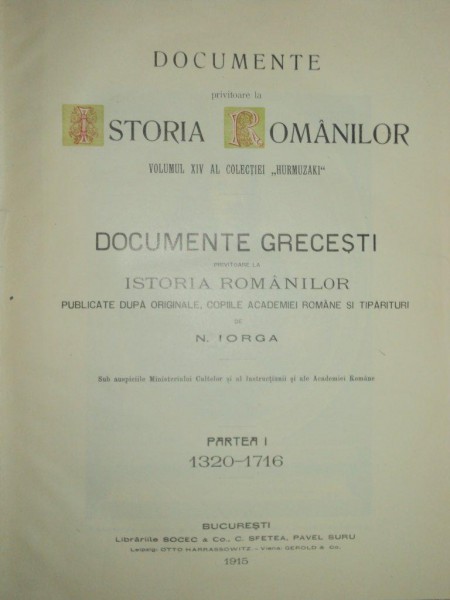 DOCUMENTE
privitoare la
ISTORIA ROMÂNILOR
VOLUMUL XIV AL COLECȚIEI „HURMUZAKI“
DOCUMENTE GRECEȘTI
PRIVITOARE LA
ISTORIA ROMÂNILOR
PUBLICATE DUPĂ ORIGINALE, COPIILE ACADEMIEI ROMÂNE ȘI TIPĂRITURI
DE
N. IORGA
Sub auspiciile Ministeriului Cultelor și al Instrucțiunii și ale Academiei Române
PARTEA I
1320–1716
BUCUREȘTI
Librăriile SOCEC & Co., C. SFETEA, PAVEL SURU
Leipzig: OTTO HARRASSOWITZ – Viena: GEROLD & Co.
1915